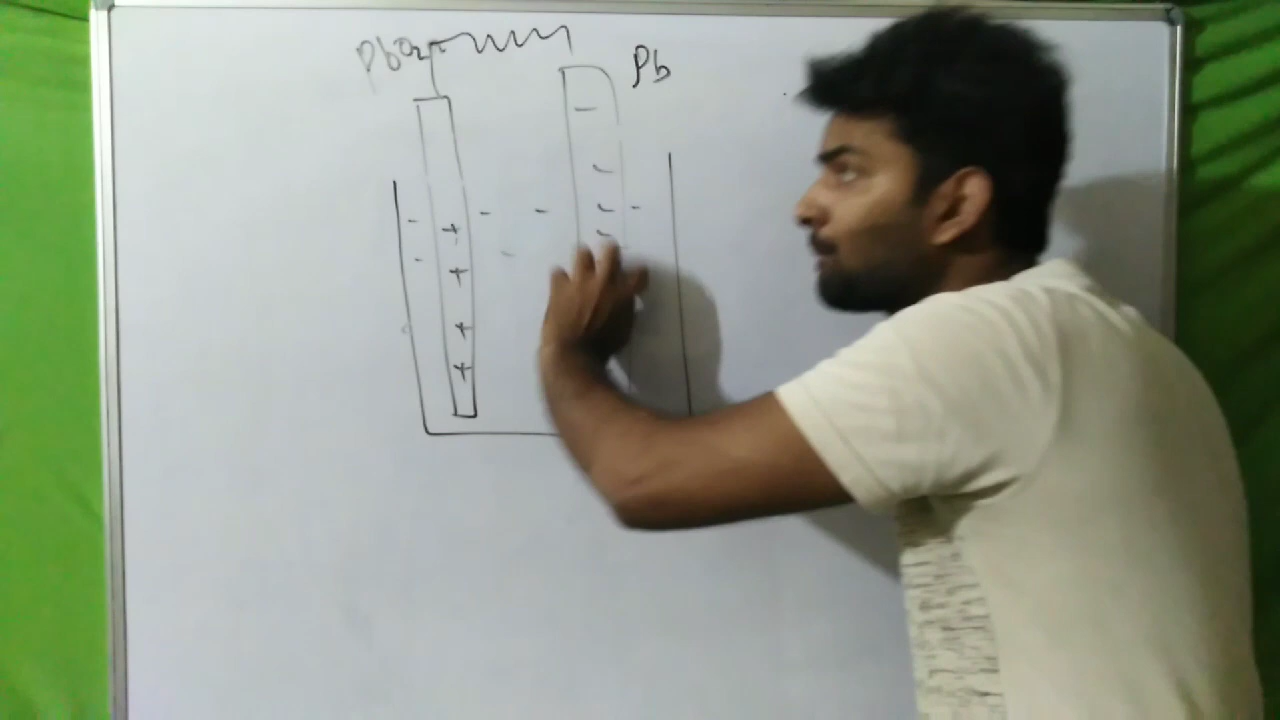 PbO2
Pb
- - - - -
- + - - -
- + -
+
+